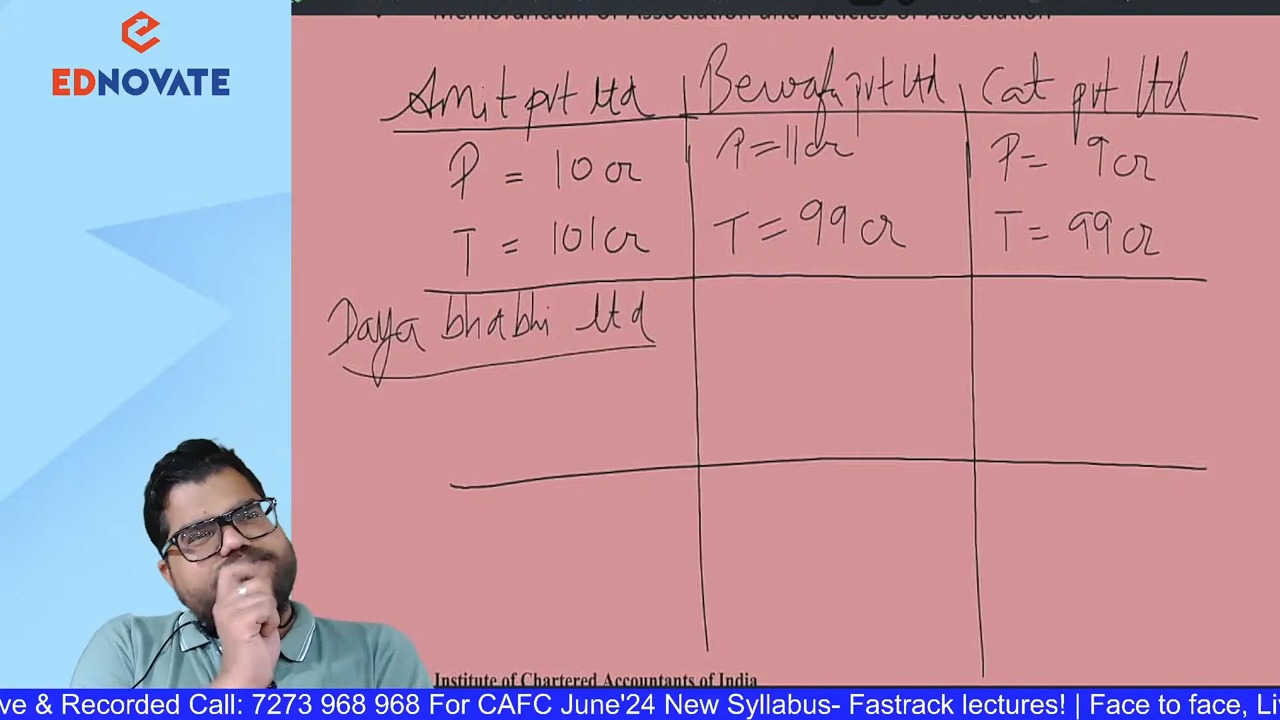 Memorandum of Association and Articles of Association
EDNOVATE
Amit pvt ltd
Bewafa pvt ltd
Cat pvt ltd
P = 10 cr
P = 11 cr
P = 9 cr
T = 101 cr
T = 99 cr
T = 99 cr
Daya bhabhi ltd
Institute of Chartered Accountants of India
ve & Recorded Call: 7273 968 968 For CAFC June'24 New Syllabus- Fastrack lectures! | Face to face, Li